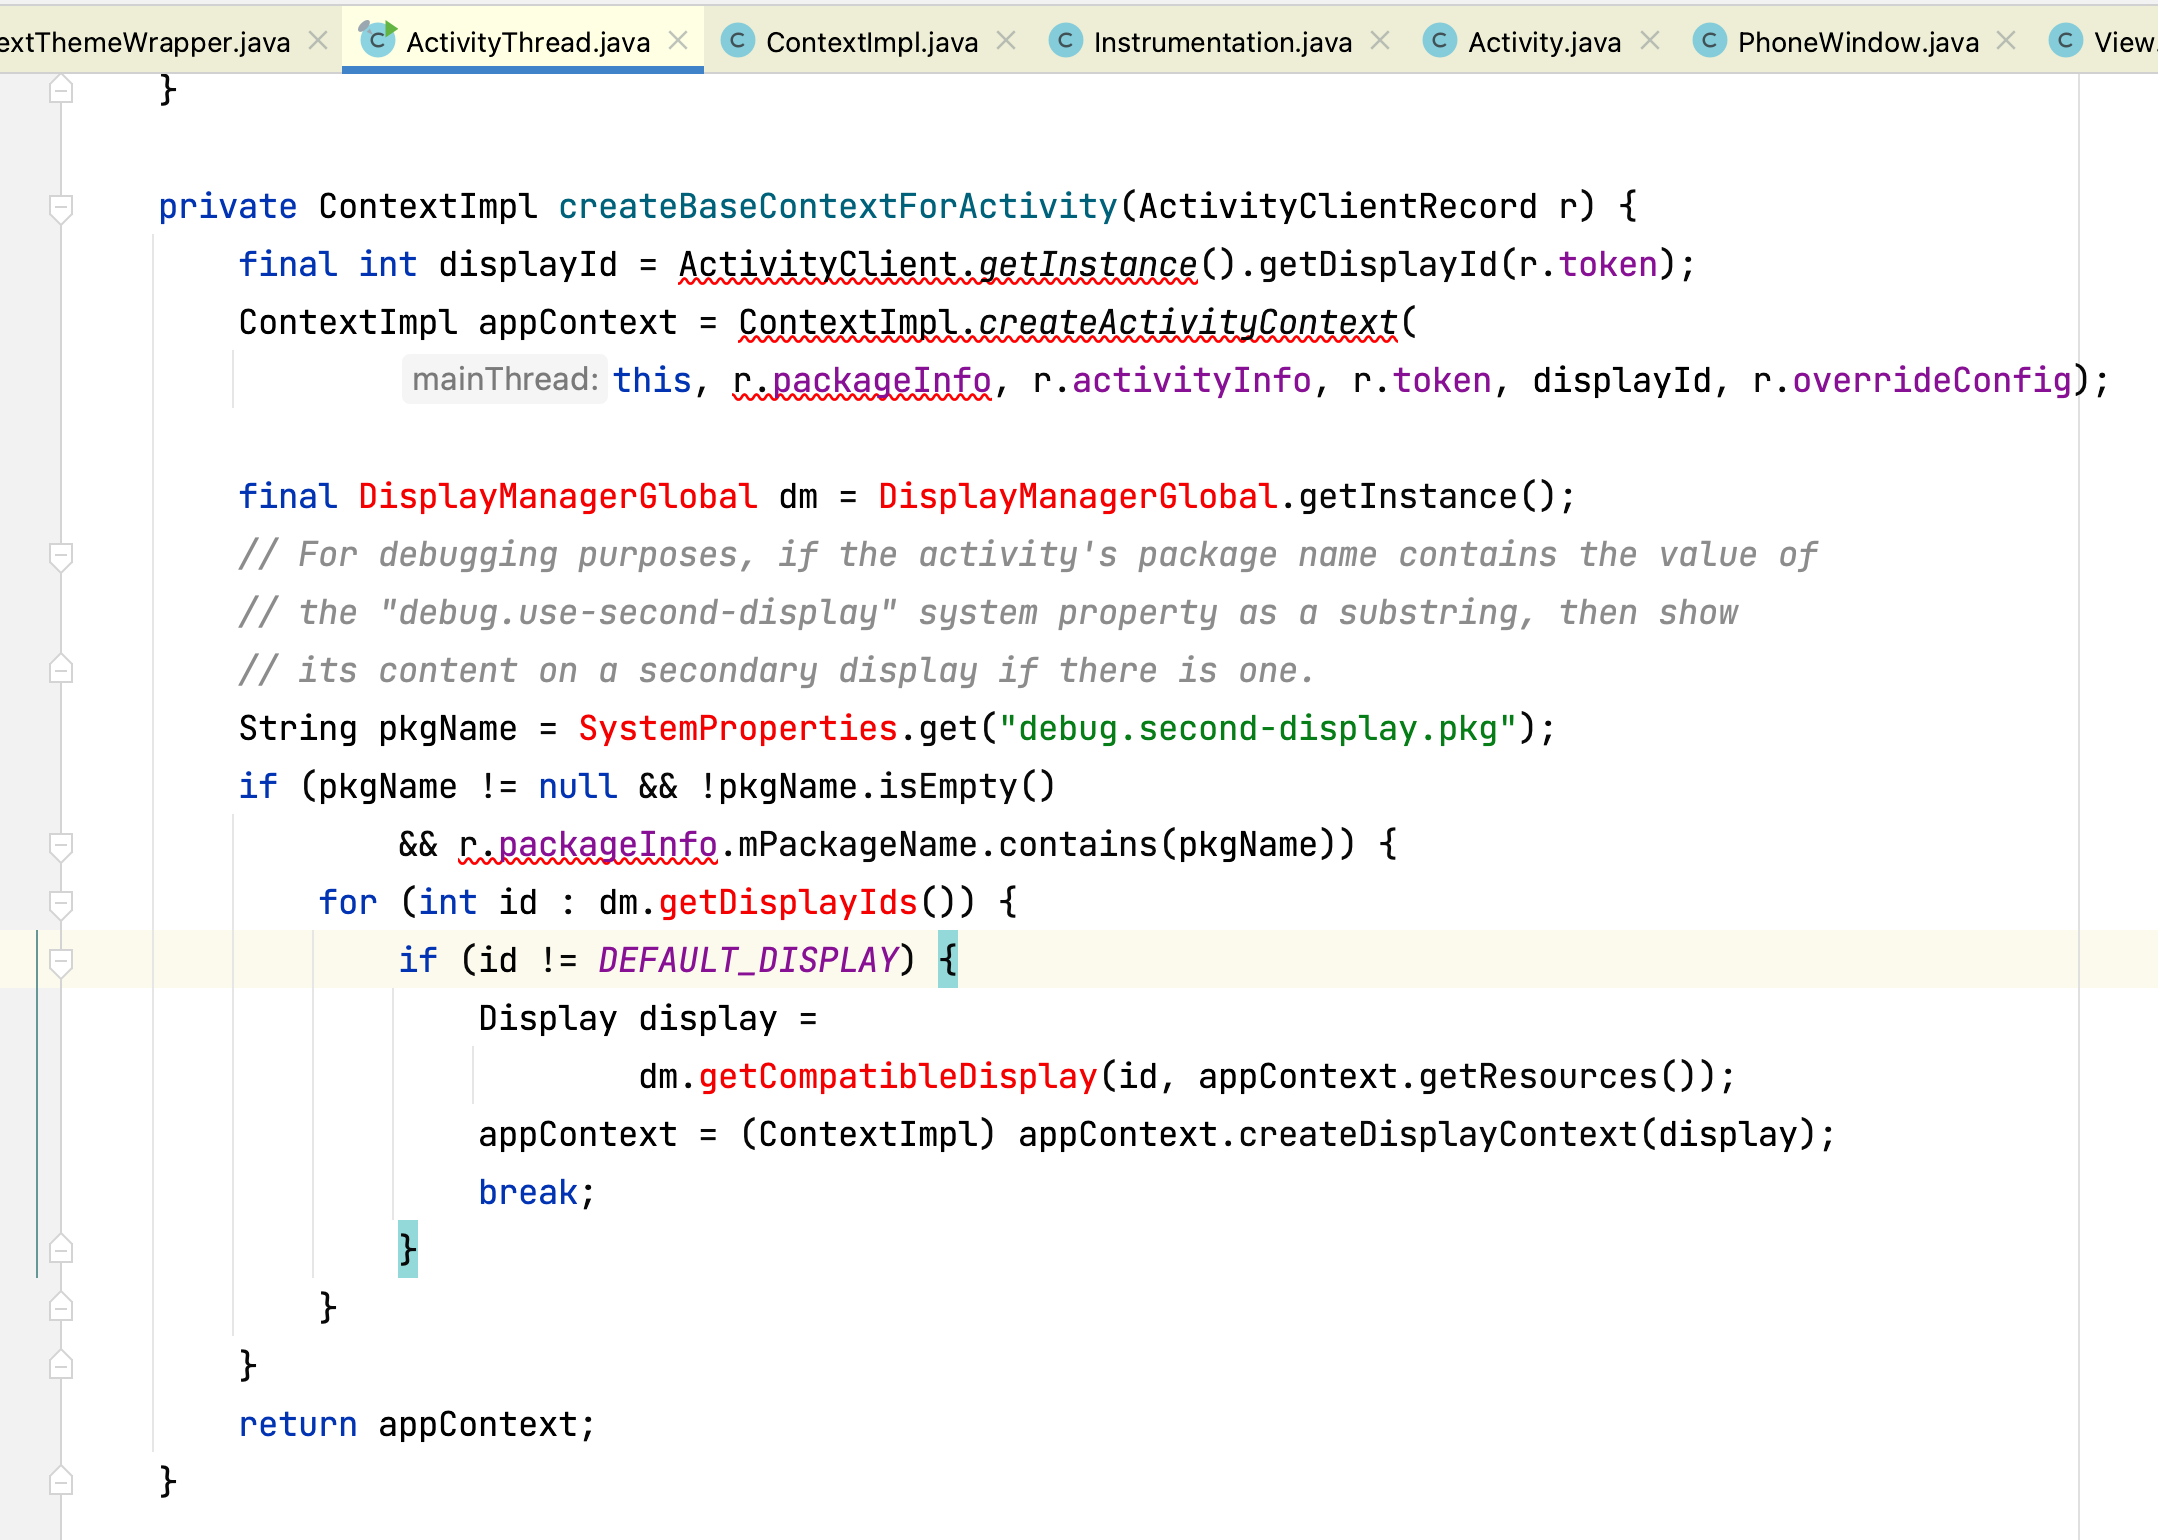 extThemeWrapper.java ActivityThread.java ContextImpl.java Instrumentation.java Activity.java PhoneWindow.java View.
}
private ContextImpl createBaseContextForActivity(ActivityClientRecord r) {
final int displayId = ActivityClient.getInstance().getDisplayId(r.token);
ContextImpl appContext = ContextImpl.createActivityContext(
mainThread: this, r.packageInfo, r.activityInfo, r.token, displayId, r.overrideConfig);
final DisplayManagerGlobal dm = DisplayManagerGlobal.getInstance();
// For debugging purposes, if the activity's package name contains the value of
// the "debug.use-second-display" system property as a substring, then show
// its content on a secondary display if there is one.
String pkgName = SystemProperties.get("debug.second-display.pkg");
if (pkgName != null && !pkgName.isEmpty()
&& r.packageInfo.mPackageName.contains(pkgName)) {
for (int id : dm.getDisplayIds()) {
if (id != DEFAULT_DISPLAY) {
Display display =
dm.getCompatibleDisplay(id, appContext.getResources());
appContext = (ContextImpl) appContext.createDisplayContext(display);
break;
}
}
}
return appContext;
}